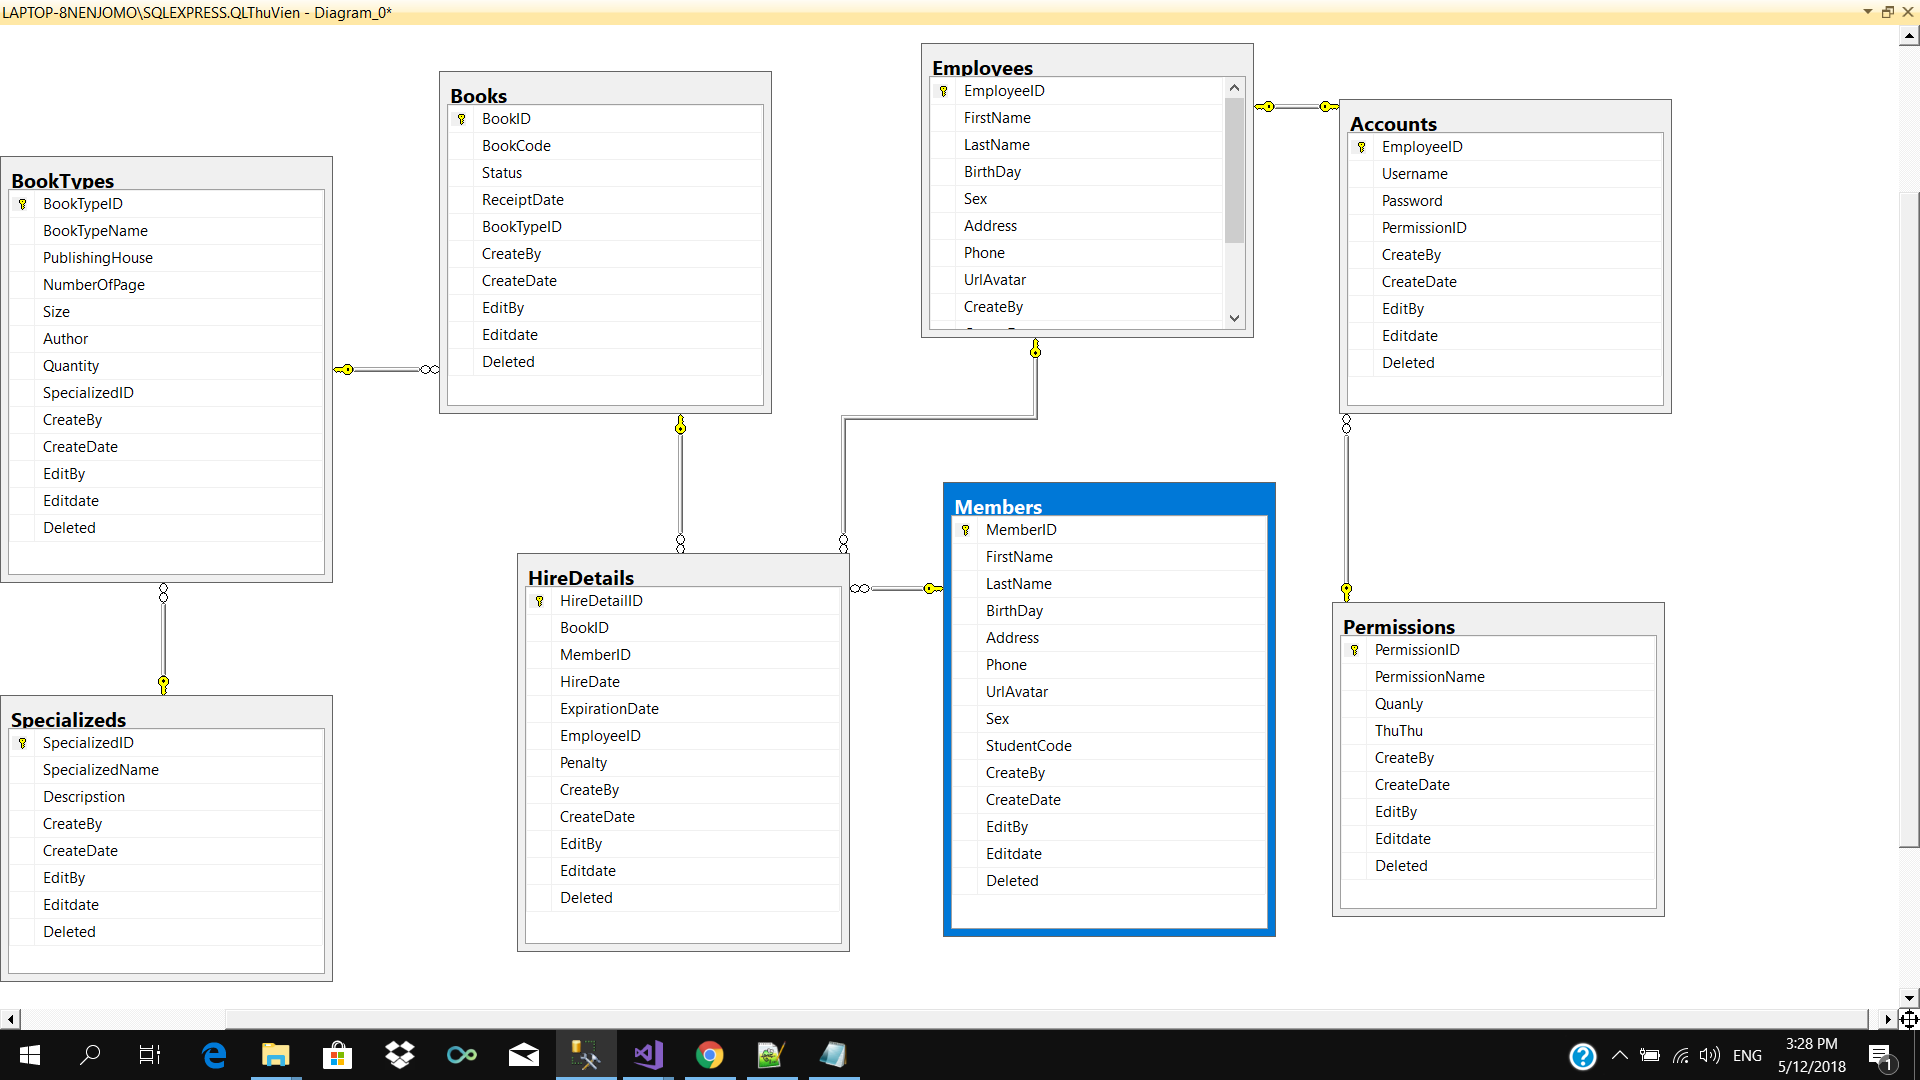 LAPTOP-8NENJOMO\SQLEXPRESS.QLThuVien - Diagram_0*
BookTypes
BookTypeID
BookTypeName
PublishingHouse
NumberOfPage
Size
Author
Quantity
SpecializedID
CreateBy
CreateDate
EditBy
Editdate
Deleted
Specializeds
SpecializedID
SpecializedName
Descripstion
CreateBy
CreateDate
EditBy
Editdate
Deleted
Books
BookID
BookCode
Status
ReceiptDate
BookTypeID
CreateBy
CreateDate
EditBy
Editdate
Deleted
HireDetails
HireDetailID
BookID
MemberID
HireDate
ExpirationDate
EmployeeID
Penalty
CreateBy
CreateDate
EditBy
Editdate
Deleted
Employees
EmployeeID
FirstName
LastName
BirthDay
Sex
Address
Phone
UrlAvatar
CreateBy
Members
MemberID
FirstName
LastName
BirthDay
Address
Phone
UrlAvatar
Sex
StudentCode
CreateBy
CreateDate
EditBy
Editdate
Deleted
Accounts
EmployeeID
Username
Password
PermissionID
CreateBy
CreateDate
EditBy
Editdate
Deleted
Permissions
PermissionID
PermissionName
QuanLy
ThuThu
CreateBy
CreateDate
EditBy
Editdate
Deleted
ENG
3:28 PM
5/12/2018
1